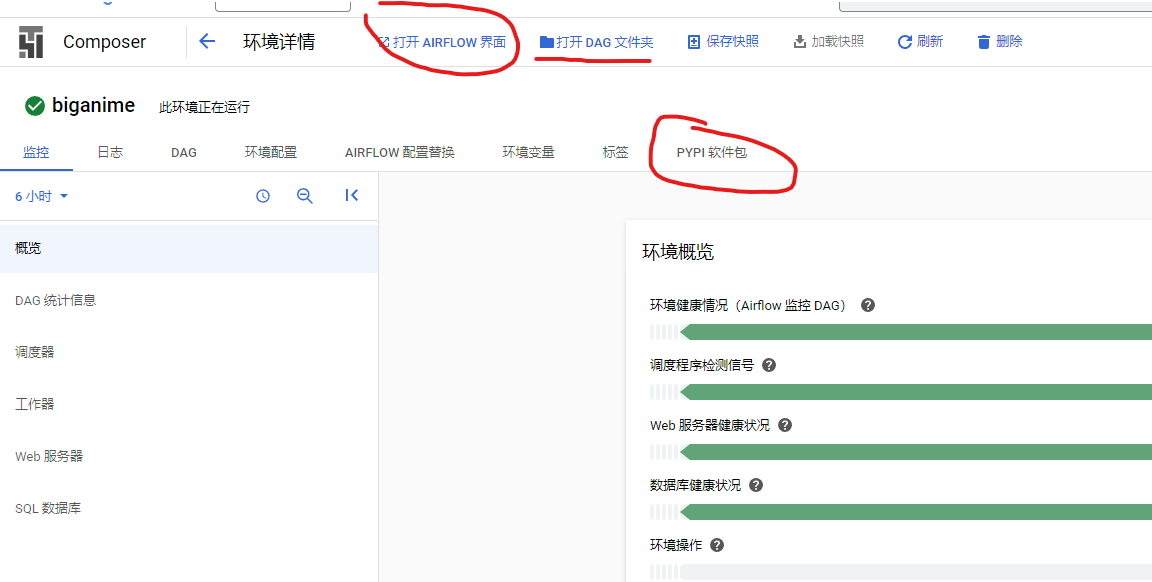 Composer 环境详情 打开 AIRFLOW 界面 打开 DAG 文件夹 保存快照 加载快照 刷新 删除
biganime 此环境正在运行
监控 日志 DAG 环境配置 AIRFLOW 配置替换 环境变量 标签 PYPI 软件包
6 小时
概览
DAG 统计信息
调度器
工作器
Web 服务器
SQL 数据库
环境概览
环境健康情况（Airflow 监控 DAG）
调度程序检测信号
Web 服务器健康状况
数据库健康状况
环境操作